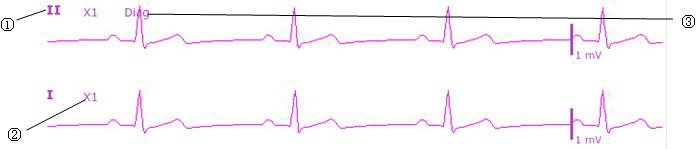 ① II X1 Diag ③
1 mV
I X1
②
1 mV